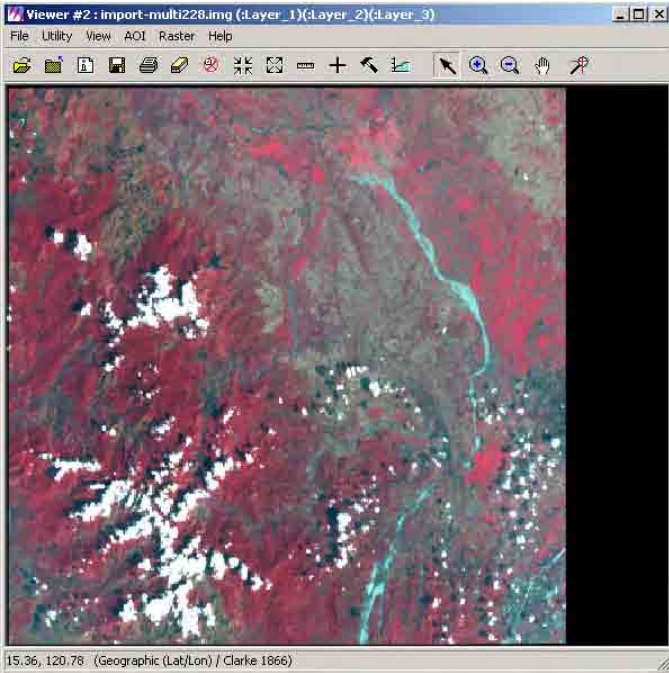 Viewer #2 : import-multi228.img (:Layer_1)(:Layer_2)(:Layer_3)
File Utility View AOI Raster Help
15.36, 120.78 (Geographic (Lat/Lon) / Clarke 1866)